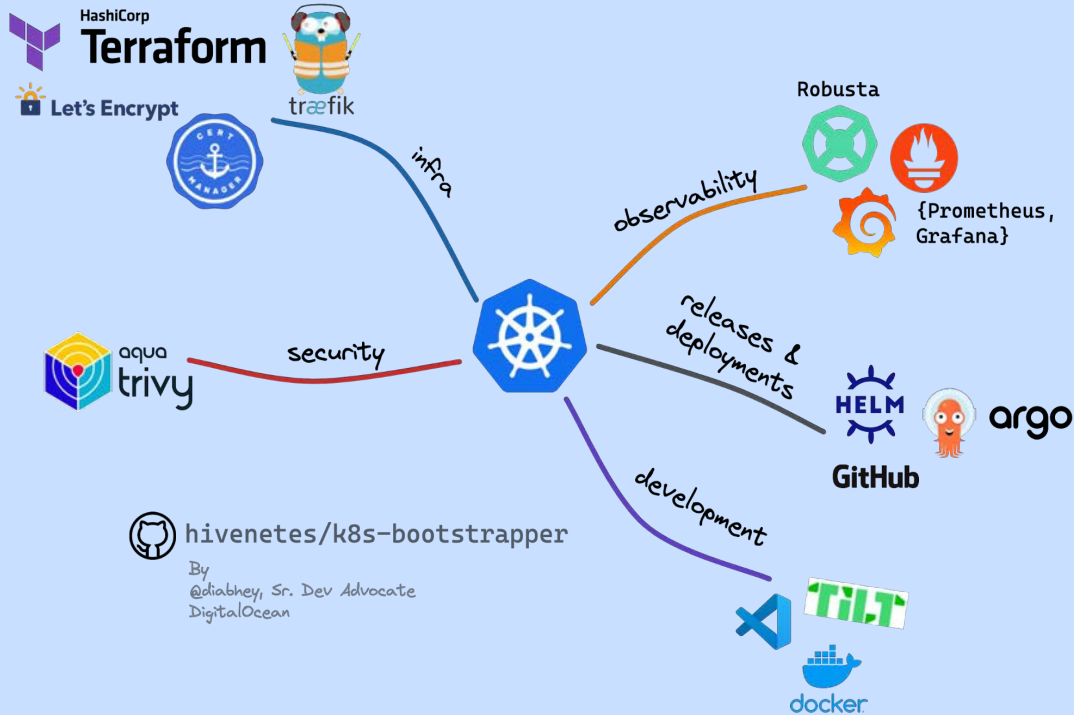 HashiCorp
Terraform
træfik
Let's Encrypt
CERT
MANAGER
infra
Robusta
observability
{Prometheus,
Grafana}
releases &
deployments
HELM
argo
GitHub
aqua
trivy
security
development
TILT
docker
hivenetes/k8s-bootstrapper
By
@diabhey, Sr. Dev Advocate
DigitalOcean